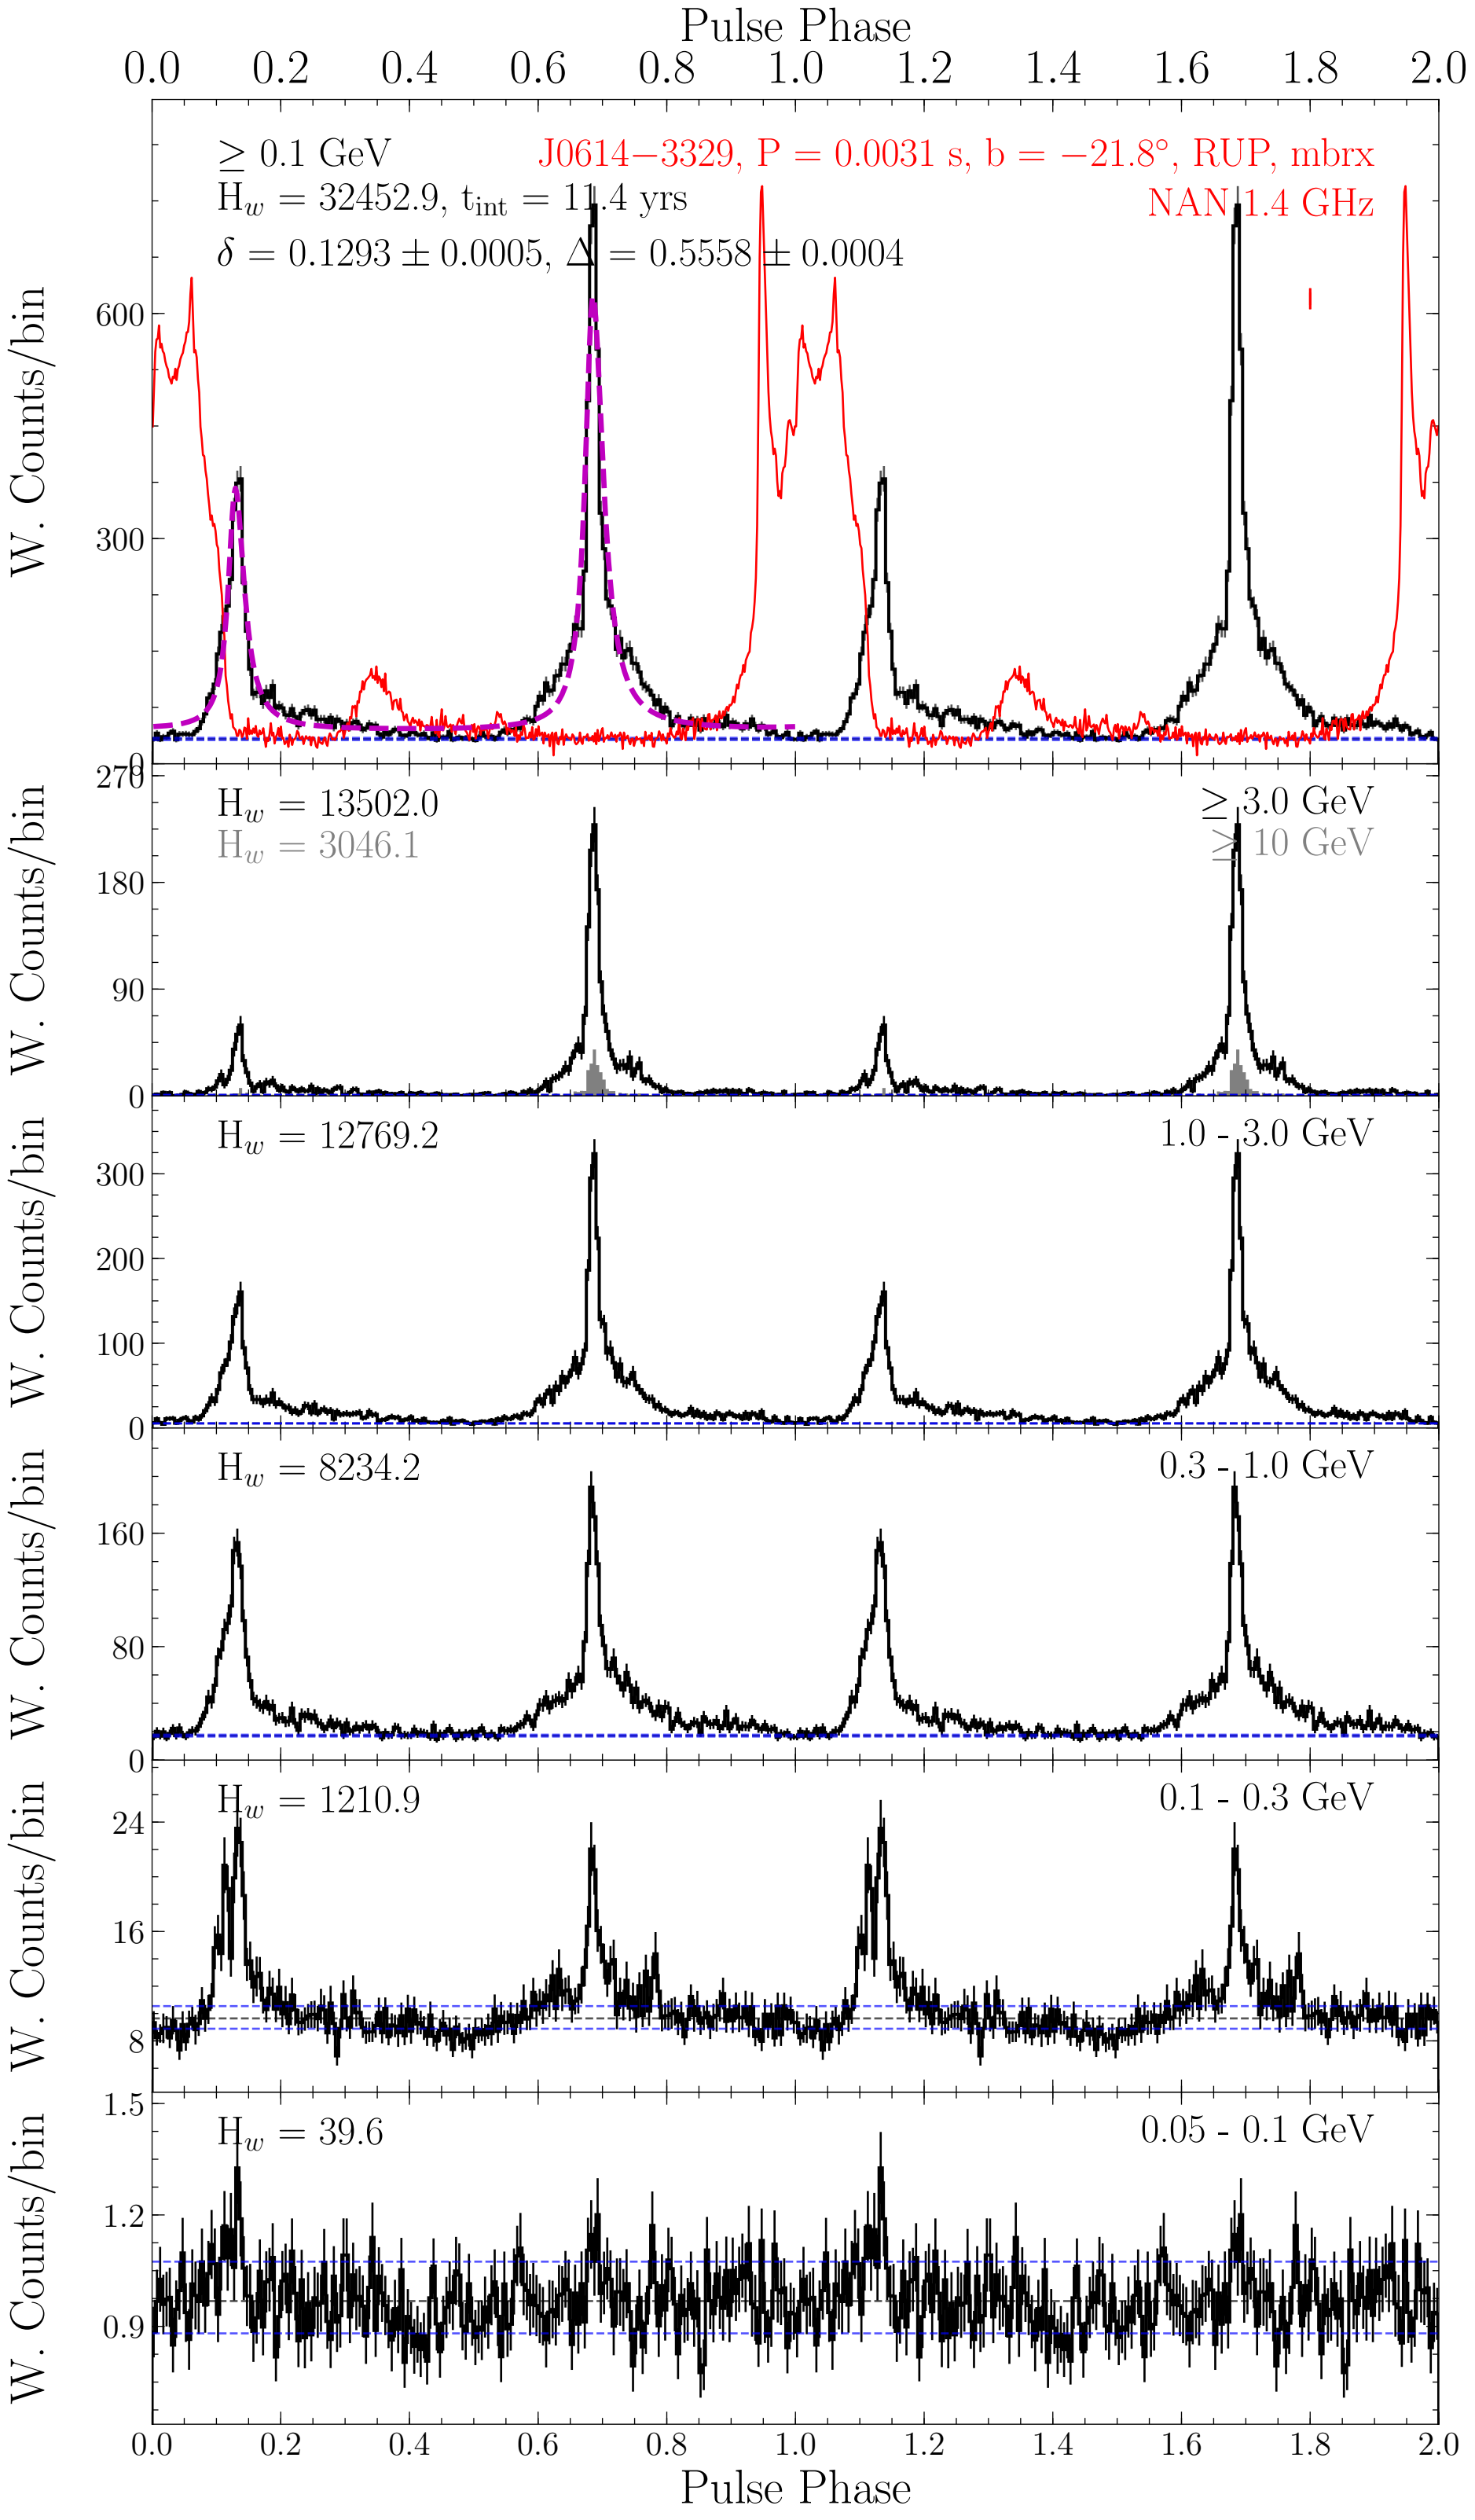 Pulse Phase
0.0 0.2 0.4 0.6 0.8 1.0 1.2 1.4 1.6 1.8 2.0
≥ 0.1 GeV
J0614−3329, P = 0.0031 s, b = −21.8°, RUP, mbrx
H_w = 32452.9, t_int = 11.4 yrs
NAN 1.4 GHz
δ = 0.1293 ± 0.0005, Δ = 0.5558 ± 0.0004
W. Counts/bin
600
300
0
H_w = 13502.0
≥ 3.0 GeV
H_w = 3046.1
≥ 10 GeV
W. Counts/bin
270
180
90
0
H_w = 12769.2
1.0 - 3.0 GeV
W. Counts/bin
300
200
100
0
H_w = 8234.2
0.3 - 1.0 GeV
W. Counts/bin
160
80
0
H_w = 1210.9
0.1 - 0.3 GeV
W. Counts/bin
24
16
8
H_w = 39.6
0.05 - 0.1 GeV
W. Counts/bin
1.5
1.2
0.9
0.0 0.2 0.4 0.6 0.8 1.0 1.2 1.4 1.6 1.8 2.0
Pulse Phase